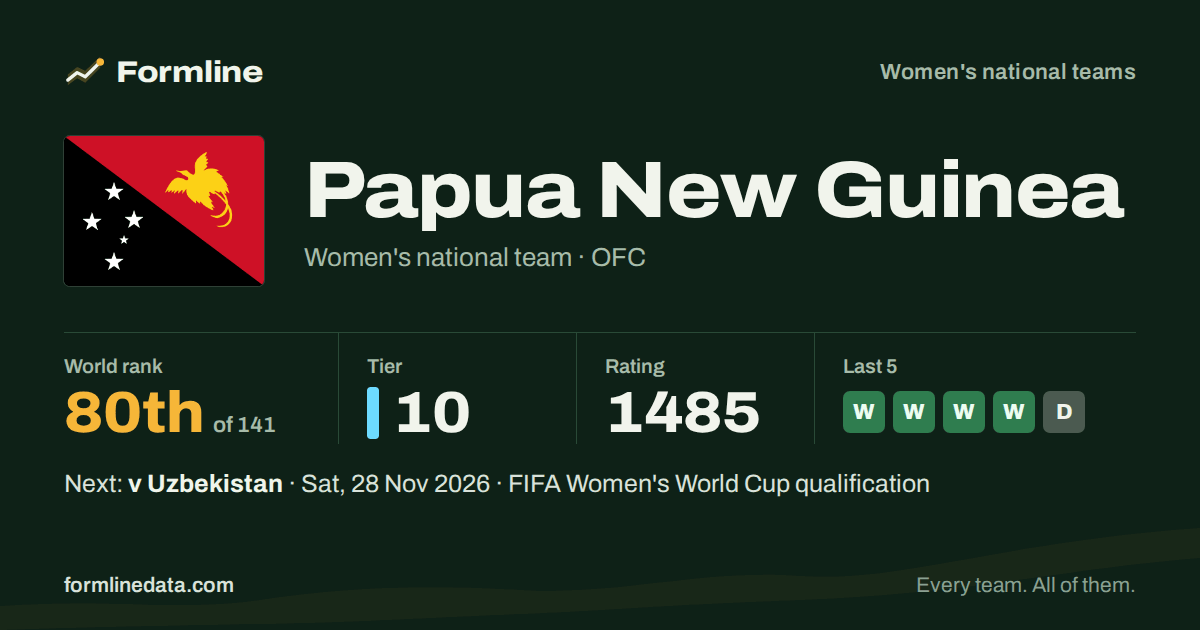 Formline
Women's national teams
Papua New Guinea
Women's national team · OFC
World rank
80th of 141
Tier
10
Rating
1485
Last 5
W W W W D
Next: v Uzbekistan · Sat, 28 Nov 2026 · FIFA Women's World Cup qualification
formlinedata.com
Every team. All of them.